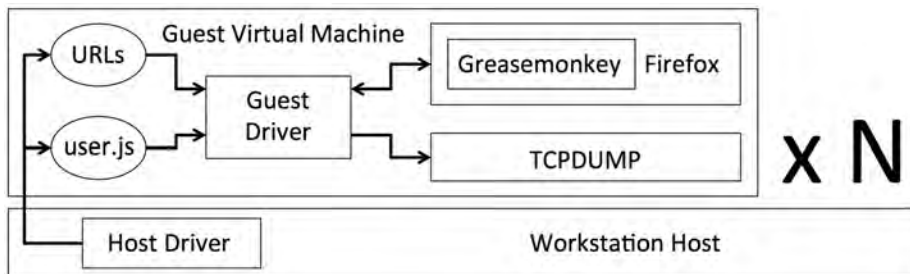 Guest Virtual Machine
URLs
Greasemonkey
Firefox
Guest
Driver
user.js
TCPDUMP
x N
Host Driver
Workstation Host